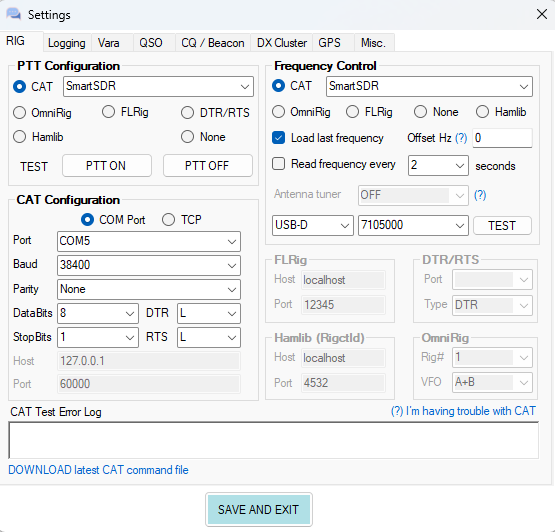 Settings
RIG Logging Vara QSO CQ / Beacon DX Cluster GPS Misc.
PTT Configuration
CAT SmartSDR
OmniRig FLRig DTR/RTS
Hamlib None
TEST PTT ON PTT OFF
CAT Configuration
COM Port TCP
Port COM5
Baud 38400
Parity None
DataBits 8 DTR L
StopBits 1 RTS L
Host 127.0.0.1
Port 60000
Frequency Control
CAT SmartSDR
OmniRig FLRig None Hamlib
Load last frequency Offset Hz (?) 0
Read frequency every 2 seconds
Antenna tuner OFF (?)
USB-D 7105000 TEST
FLRig
Host localhost
Port 12345
DTR/RTS
Port
Type DTR
Hamlib (Rigctld)
Host localhost
Port 4532
OmniRig
Rig# 1
VFO A+B
CAT Test Error Log (?) I'm having trouble with CAT
DOWNLOAD latest CAT command file
SAVE AND EXIT